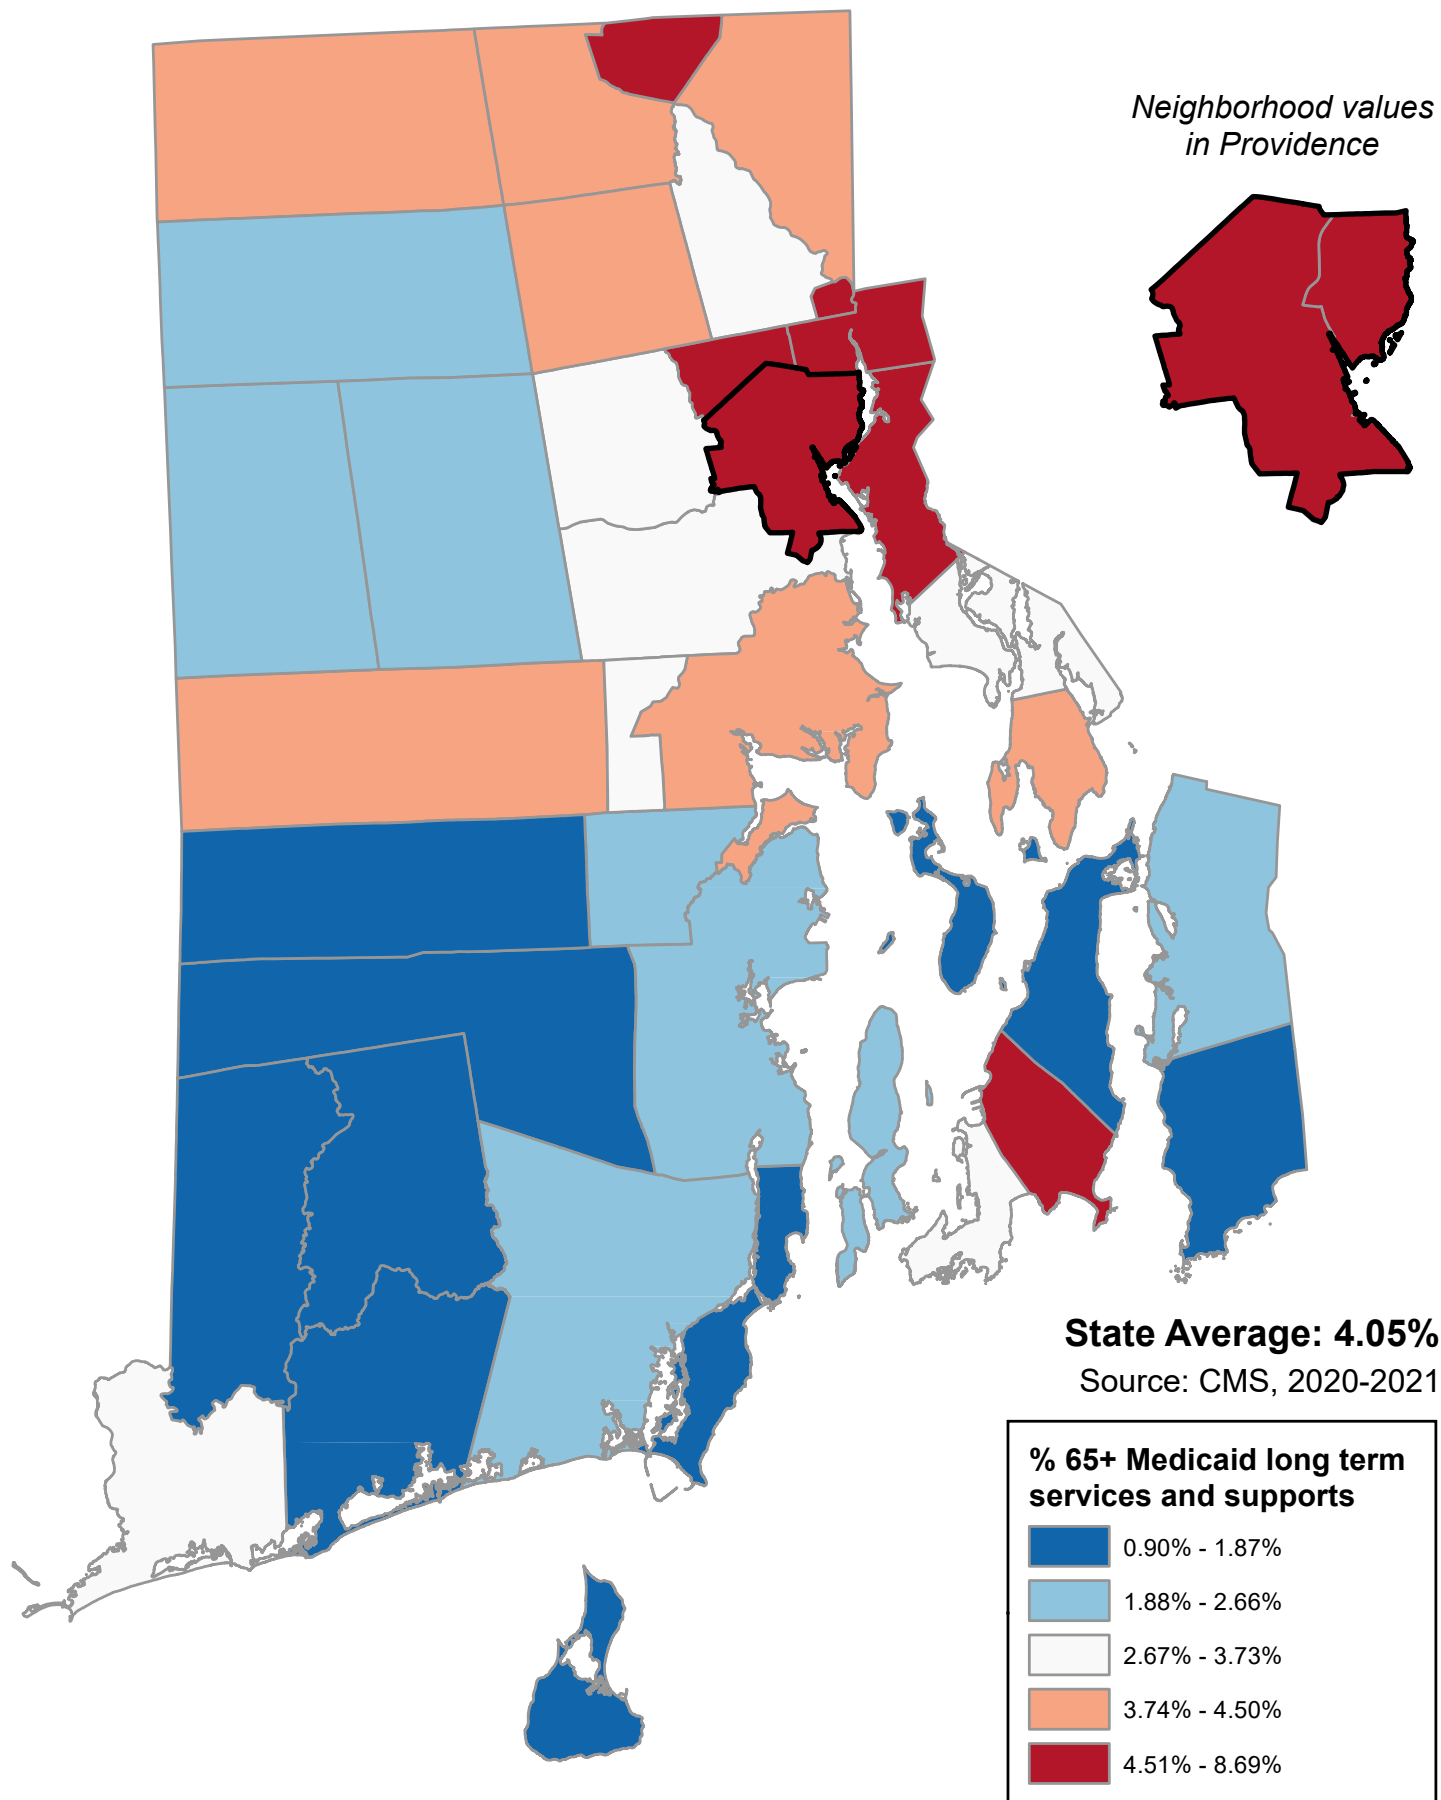 Neighborhood values
in Providence
State Average: 4.05%
Source: CMS, 2020-2021
% 65+ Medicaid long term
services and supports
0.90% - 1.87%
1.88% - 2.66%
2.67% - 3.73%
3.74% - 4.50%
4.51% - 8.69%